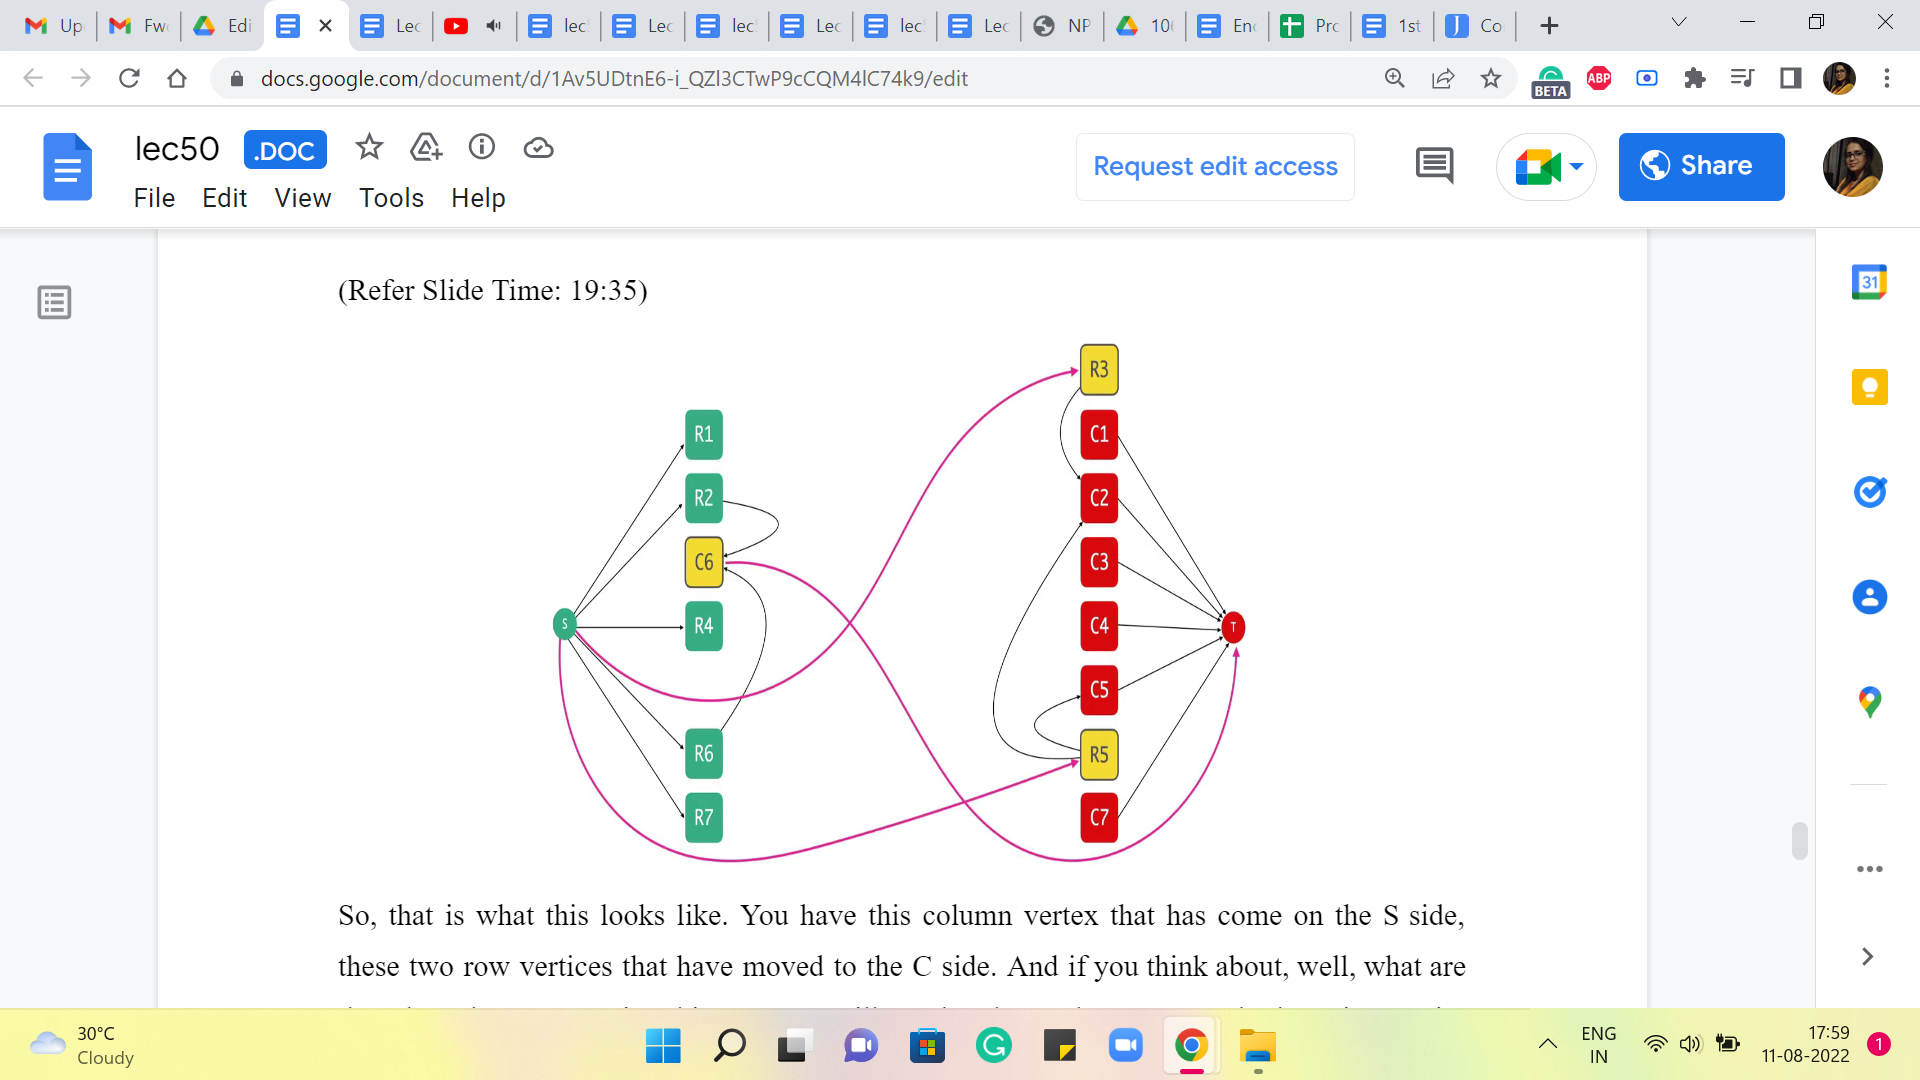 Up
Fwd
Edi
Lec
lec
Lec
lec
Lec
lec
Lec
NP
10
End
Pro
1st
Co
docs.google.com/document/d/1Av5UDtnE6-i_QZl3CTwP9cCQM4lC74k9/edit
BETA
ABP
lec50 .DOC
Request edit access
Share
File Edit View Tools Help
31
(Refer Slide Time: 19:35)
R3
R1
C1
R2
C2
C6
C3
S
R4
C4
T
C5
R6
R5
R7
C7
So, that is what this looks like. You have this column vertex that has come on the S side,
these two row vertices that have moved to the C side. And if you think about, well, what are
30°C
Cloudy
ENG
IN
17:59
11-08-2022
1